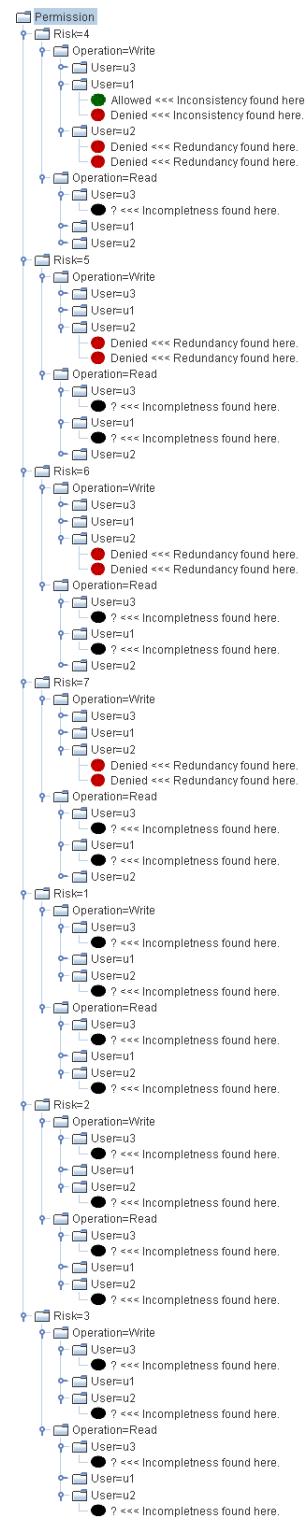 Permission
Risk=4
Operation=Write
User=u3
User=u1
Allowed <<< Inconsistency found here
Denied <<< Inconsistency found here.
User=u2
Denied <<< Redundancy found here.
Denied <<< Redundancy found here.
Operation=Read
User=u3
? <<< Incompletness found here.
User=u1
User=u2
Risk=5
Operation=Write
User=u3
User=u1
User=u2
Denied <<< Redundancy found here.
Denied <<< Redundancy found here.
Operation=Read
User=u3
? <<< Incompletness found here.
User=u1
? <<< Incompletness found here.
User=u2
Risk=6
Operation=Write
User=u3
User=u1
User=u2
Denied <<< Redundancy found here.
Denied <<< Redundancy found here.
Operation=Read
User=u3
? <<< Incompletness found here.
User=u1
? <<< Incompletness found here.
User=u2
Risk=7
Operation=Write
User=u3
User=u1
User=u2
Denied <<< Redundancy found here.
Denied <<< Redundancy found here.
Operation=Read
User=u3
? <<< Incompletness found here.
User=u1
? <<< Incompletness found here.
User=u2
Risk=1
Operation=Write
User=u3
? <<< Incompletness found here.
User=u1
User=u2
? <<< Incompletness found here.
Operation=Read
User=u3
? <<< Incompletness found here.
User=u1
User=u2
? <<< Incompletness found here.
Risk=2
Operation=Write
User=u3
? <<< Incompletness found here.
User=u1
User=u2
? <<< Incompletness found here.
Operation=Read
User=u3
? <<< Incompletness found here.
User=u1
User=u2
? <<< Incompletness found here.
Risk=3
Operation=Write
User=u3
? <<< Incompletness found here.
User=u1
User=u2
? <<< Incompletness found here.
Operation=Read
User=u3
? <<< Incompletness found here.
User=u1
User=u2
? <<< Incompletness found here.